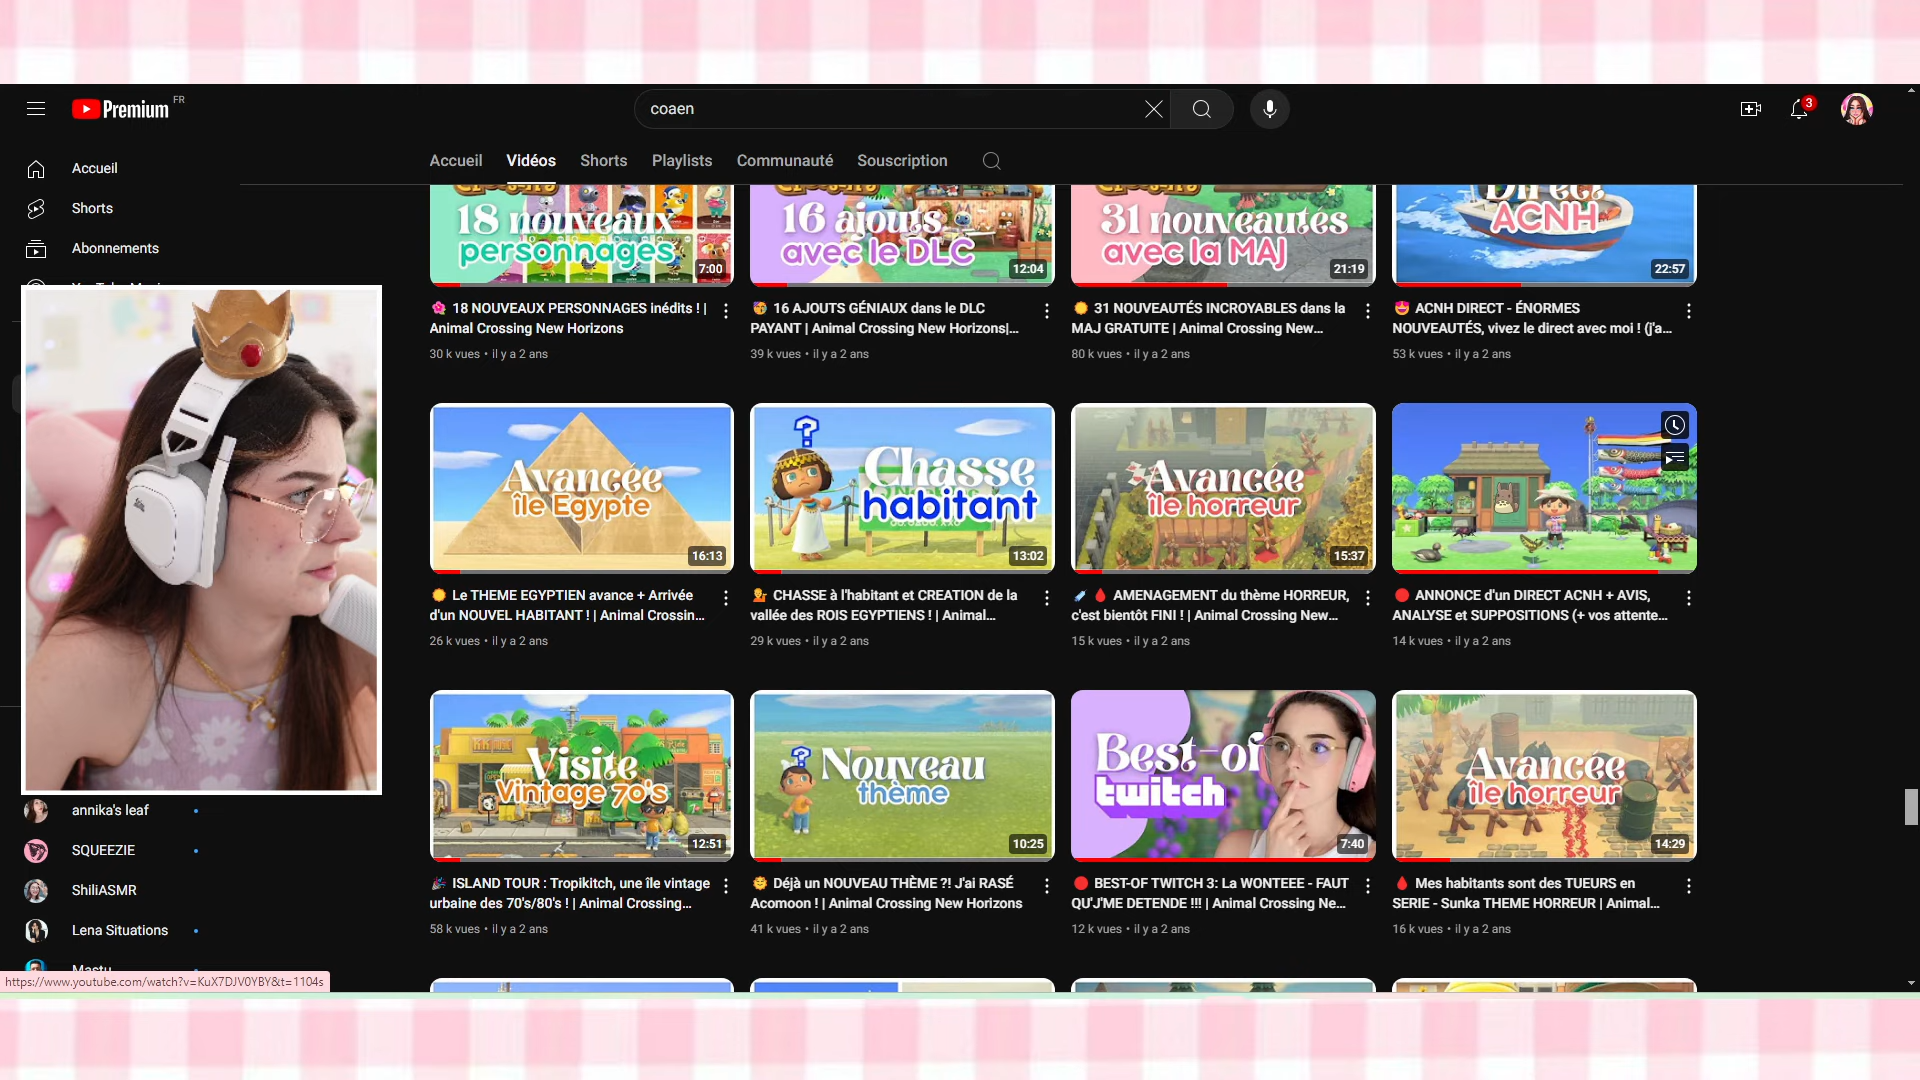 Premium FR
coaen
3
Accueil
Vidéos
Shorts
Playlists
Communauté
Souscription
Accueil
Shorts
Abonnements
18 nouveaux
personnages
7:00
16 ajouts
avec le DLC
12:04
31 nouveautés
avec la MAJ
21:19
Direct
ACNH
22:57
18 NOUVEAUX PERSONNAGES inédits ! |
Animal Crossing New Horizons
30 k vues • il y a 2 ans
16 AJOUTS GÉNIAUX dans le DLC
PAYANT | Animal Crossing New Horizons|...
39 k vues • il y a 2 ans
31 NOUVEAUTÉS INCROYABLES dans la
MAJ GRATUITE | Animal Crossing New...
80 k vues • il y a 2 ans
ACNH DIRECT - ÉNORMES
NOUVEAUTÉS, vivez le direct avec moi ! (j'a...
53 k vues • il y a 2 ans
Avancée
île Egypte
16:13
Chasse
habitant
13:02
Avancée
île horreur
15:37
Le THEME EGYPTIEN avance + Arrivée
d'un NOUVEL HABITANT ! | Animal Crossin...
26 k vues • il y a 2 ans
CHASSE à l'habitant et CREATION de la
vallée des ROIS EGYPTIENS ! | Animal...
29 k vues • il y a 2 ans
AMENAGEMENT du thème HORREUR,
c'est bientôt FINI ! | Animal Crossing New...
15 k vues • il y a 2 ans
ANNONCE d'un DIRECT ACNH + AVIS,
ANALYSE et SUPPOSITIONS (+ vos attente...
14 k vues • il y a 2 ans
Visite
Vintage 70's
12:51
Nouveau
thème
10:25
Best-of
twitch
7:40
Avancée
île horreur
14:29
ISLAND TOUR : Tropikitch, une île vintage
urbaine des 70's/80's ! | Animal Crossing...
58 k vues • il y a 2 ans
Déjà un NOUVEAU THÈME ?! J'ai RASÉ
Acomoon ! | Animal Crossing New Horizons
41 k vues • il y a 2 ans
BEST-OF TWITCH 3: La WONTEEE - FAUT
QU'J'ME DETENDE !!! | Animal Crossing Ne...
12 k vues • il y a 2 ans
Mes habitants sont des TUEURS en
SERIE - Sunka THEME HORREUR | Animal...
16 k vues • il y a 2 ans
annika's leaf
SQUEEZIE
ShiliASMR
Lena Situations
Mastu
https://www.youtube.com/watch?v=KuX7DJV0YBY&t=1104s